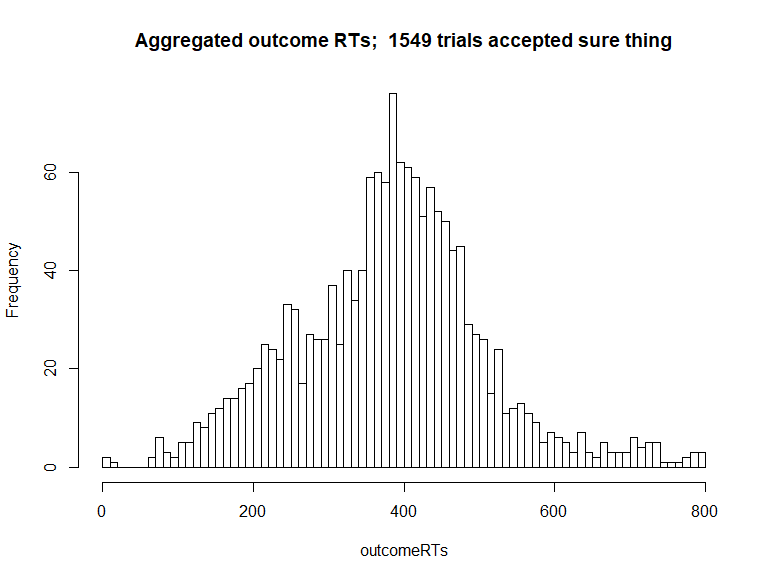 Aggregated outcome RTs;  1549 trials accepted sure thing
Frequency
60
40
20
0
0 200 400 600 800
outcomeRTs